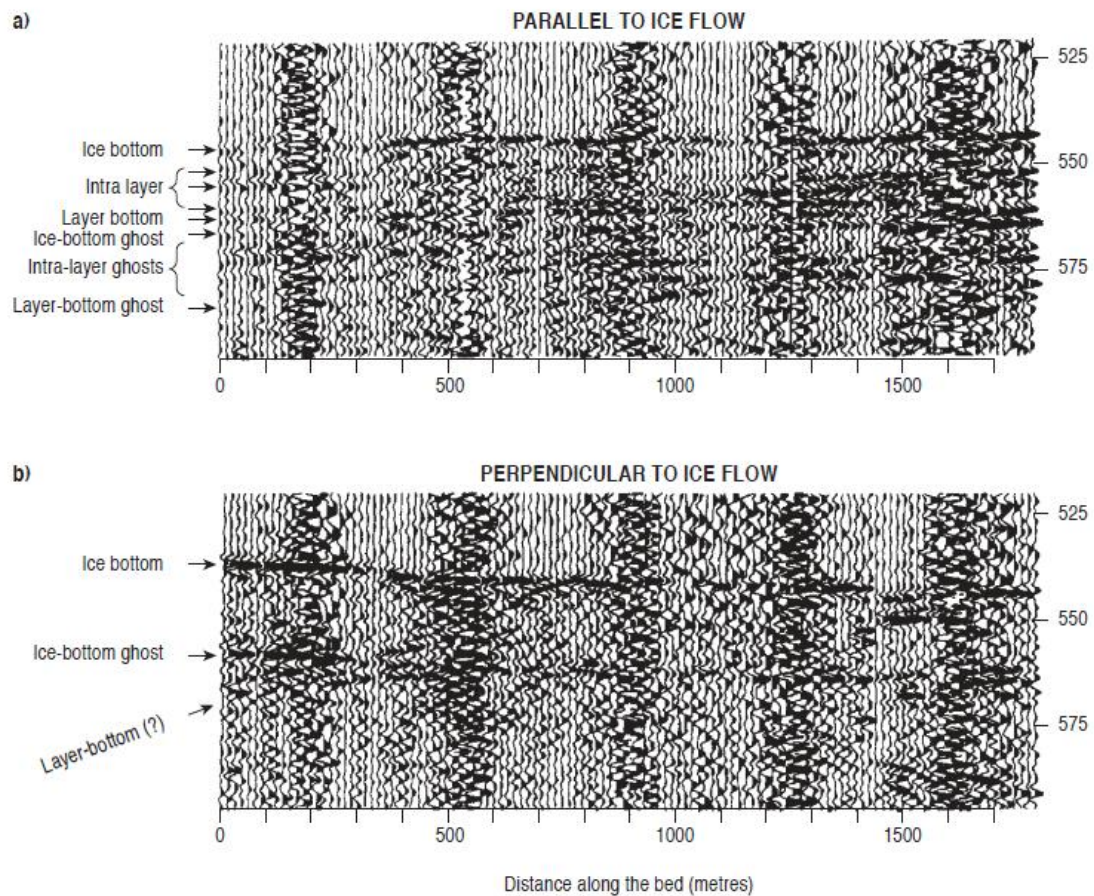 a)
PARALLEL TO ICE FLOW
525
Ice bottom
550
Intra layer
Layer bottom
Ice-bottom ghost
Intra-layer ghosts
575
Layer-bottom ghost
0 500 1000 1500
b)
PERPENDICULAR TO ICE FLOW
525
Ice bottom
550
Ice-bottom ghost
Layer-bottom (?)
575
0 500 1000 1500
Distance along the bed (metres)